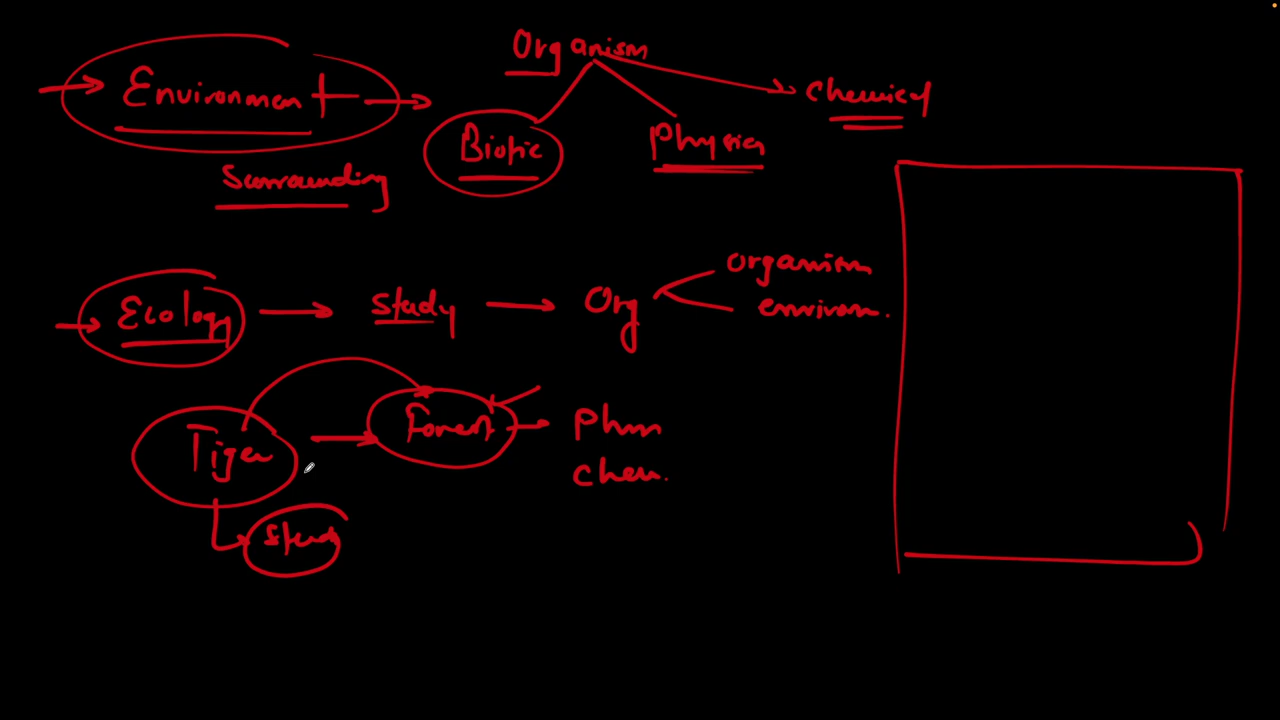 Organism
Environment
Chemical
Biotic
Physica
Surrounding
Ecology study Org
organism
environ.
Tiger Forest Phy
chem.
Study